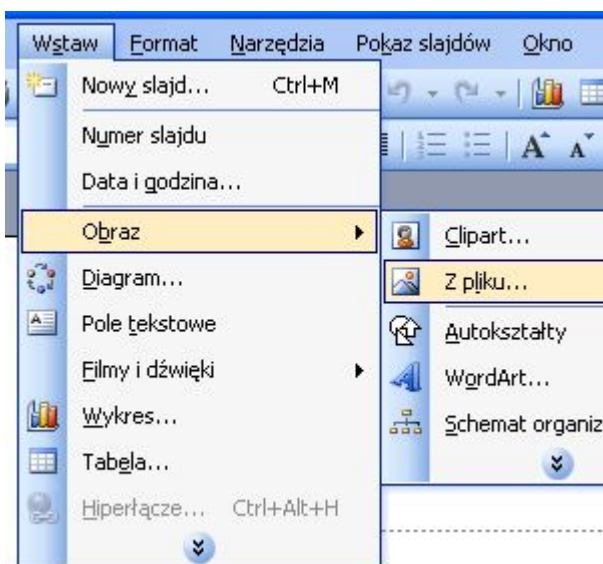 Wstaw Format Narzędzia Pokaz slajdów Okno
Nowy slajd... Ctrl+M
Numer slajdu
Data i godzina...
Obraz
Diagram...
Pole tekstowe
Filmy i dźwięki
Wykres...
Tabela...
Hiperłącze... Ctrl+Alt+H
Clipart...
Z pliku...
Autokształty
WordArt...
Schemat organiz